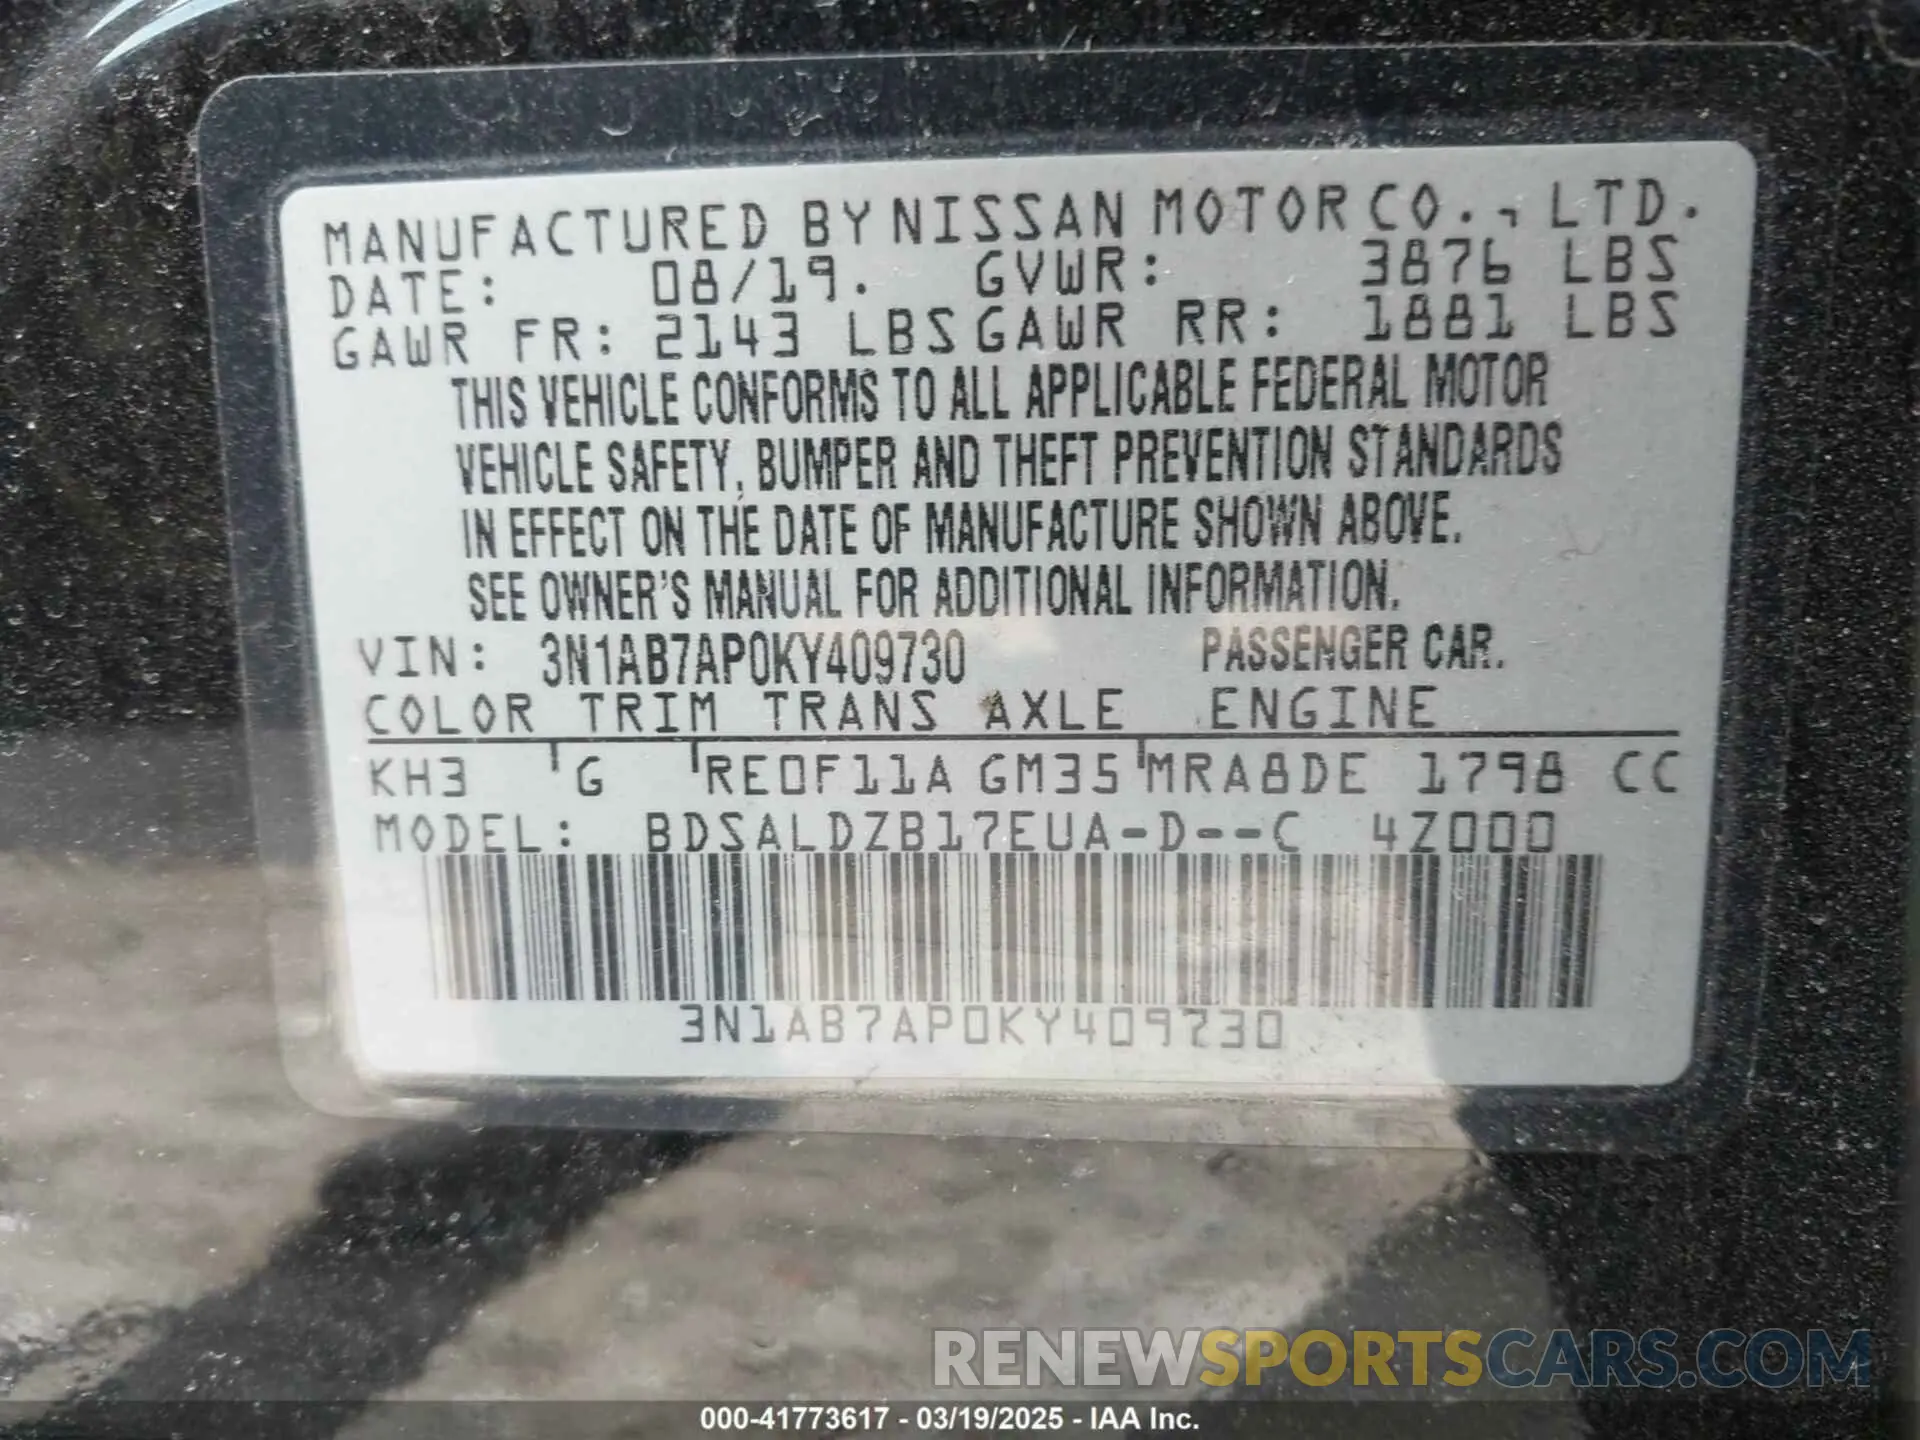 MANUFACTURED BY NISSAN MOTOR CO., LTD.
DATE: 08/19. GVWR: 3876 LBS
GAWR FR: 2143 LBS GAWR RR: 1881 LBS
THIS VEHICLE CONFORMS TO ALL APPLICABLE FEDERAL MOTOR
VEHICLE SAFETY, BUMPER AND THEFT PREVENTION STANDARDS
IN EFFECT ON THE DATE OF MANUFACTURE SHOWN ABOVE.
SEE OWNER'S MANUAL FOR ADDITIONAL INFORMATION.
VIN: 3N1AB7AP0KY409730 PASSENGER CAR.
COLOR TRIM TRANS AXLE ENGINE
KH3 G RE0F11A GM35 MRA8DE 1798 CC
MODEL: BDSALDZB17EUA-D--C 4Z000
3N1AB7AP0KY409730
RENEWSPORTSCARS.COM
000-41773617 - 03/19/2025 - IAA Inc.